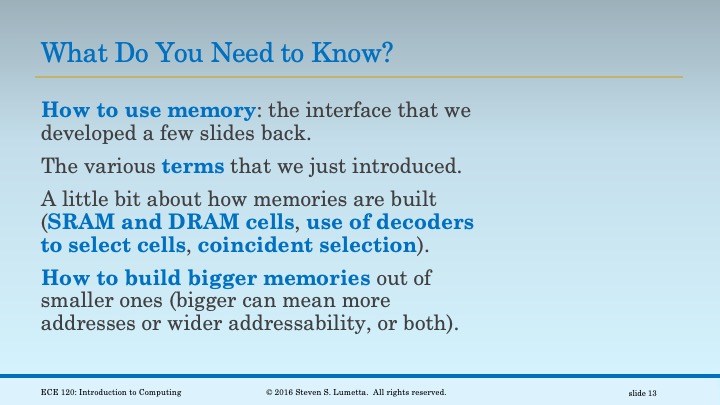 What Do You Need to Know?
How to use memory: the interface that we
developed a few slides back.
The various terms that we just introduced.
A little bit about how memories are built
(SRAM and DRAM cells, use of decoders
to select cells, coincident selection).
How to build bigger memories out of
smaller ones (bigger can mean more
addresses or wider addressability, or both).
ECE 120: Introduction to Computing
© 2016 Steven S. Lumetta. All rights reserved.
slide 13